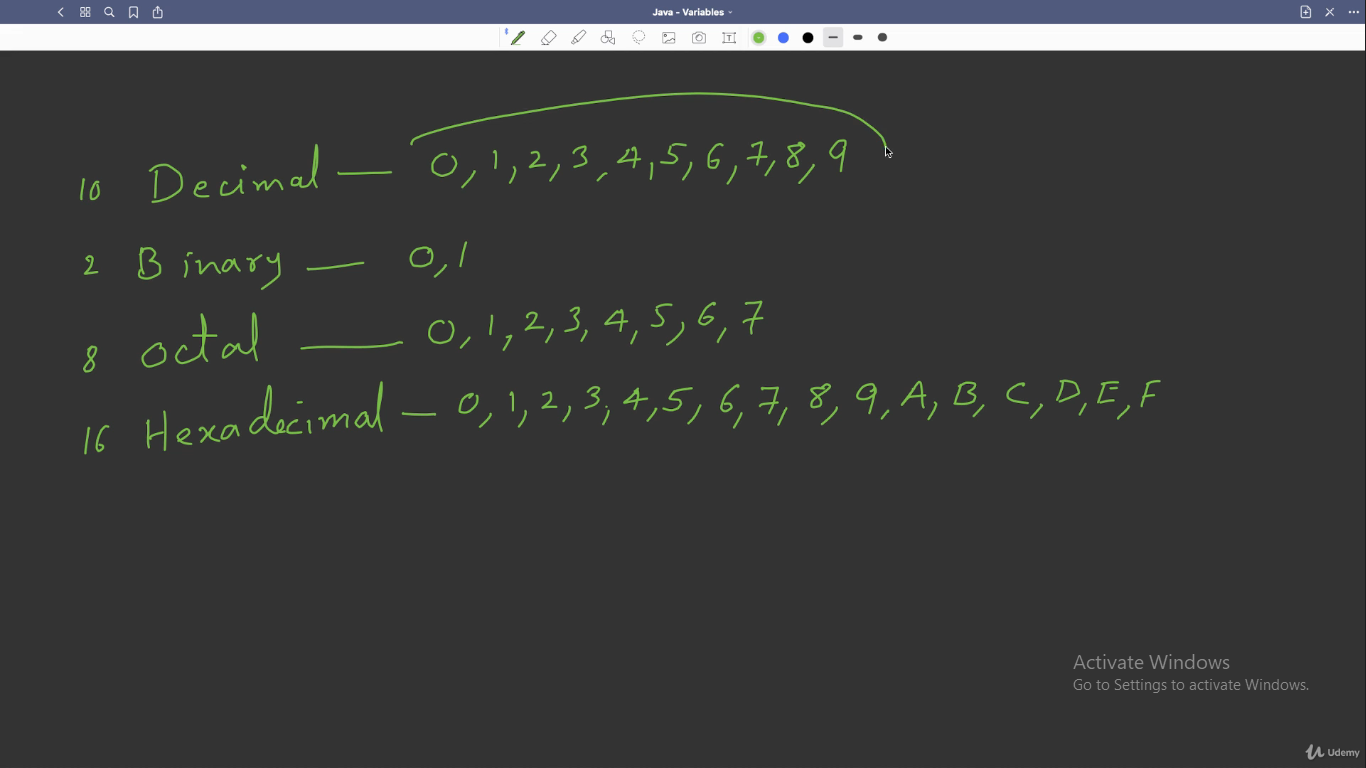 Java - Variables
10 Decimal — 0, 1, 2, 3, 4, 5, 6, 7, 8, 9
2 Binary — 0, 1
8 octal — 0, 1, 2, 3, 4, 5, 6, 7
16 Hexadecimal — 0, 1, 2, 3, 4, 5, 6, 7, 8, 9, A, B, C, D, E, F
Activate Windows
Go to Settings to activate Windows.
Udemy